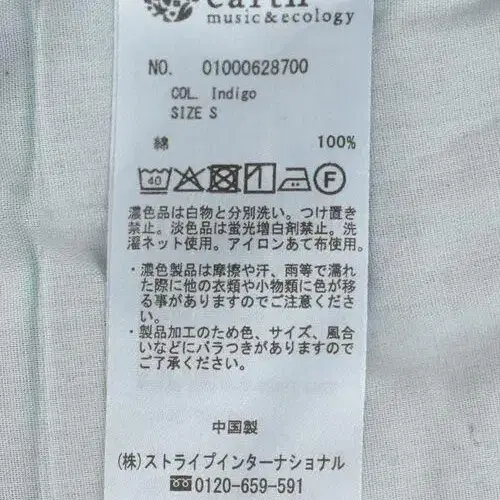 earth
music&ecology
NO. 01000628700
COL. Indigo
SIZE S
綿 100%
40 F
濃色品は白物と分別洗い。つけ置き
禁止。淡色品は蛍光増白剤禁止。洗
濯ネット使用。アイロンあて布使用。
・濃色製品は摩擦や汗、雨等で濡れ
た際に他の衣類や小物類に色が移
る事がありますのでご注意くださ
い。
・製品加工のため色、サイズ、風合
いなどにバラつきがありますので
ご了承ください。
中国製
(株)ストライプインターナショナル
0120-659-591